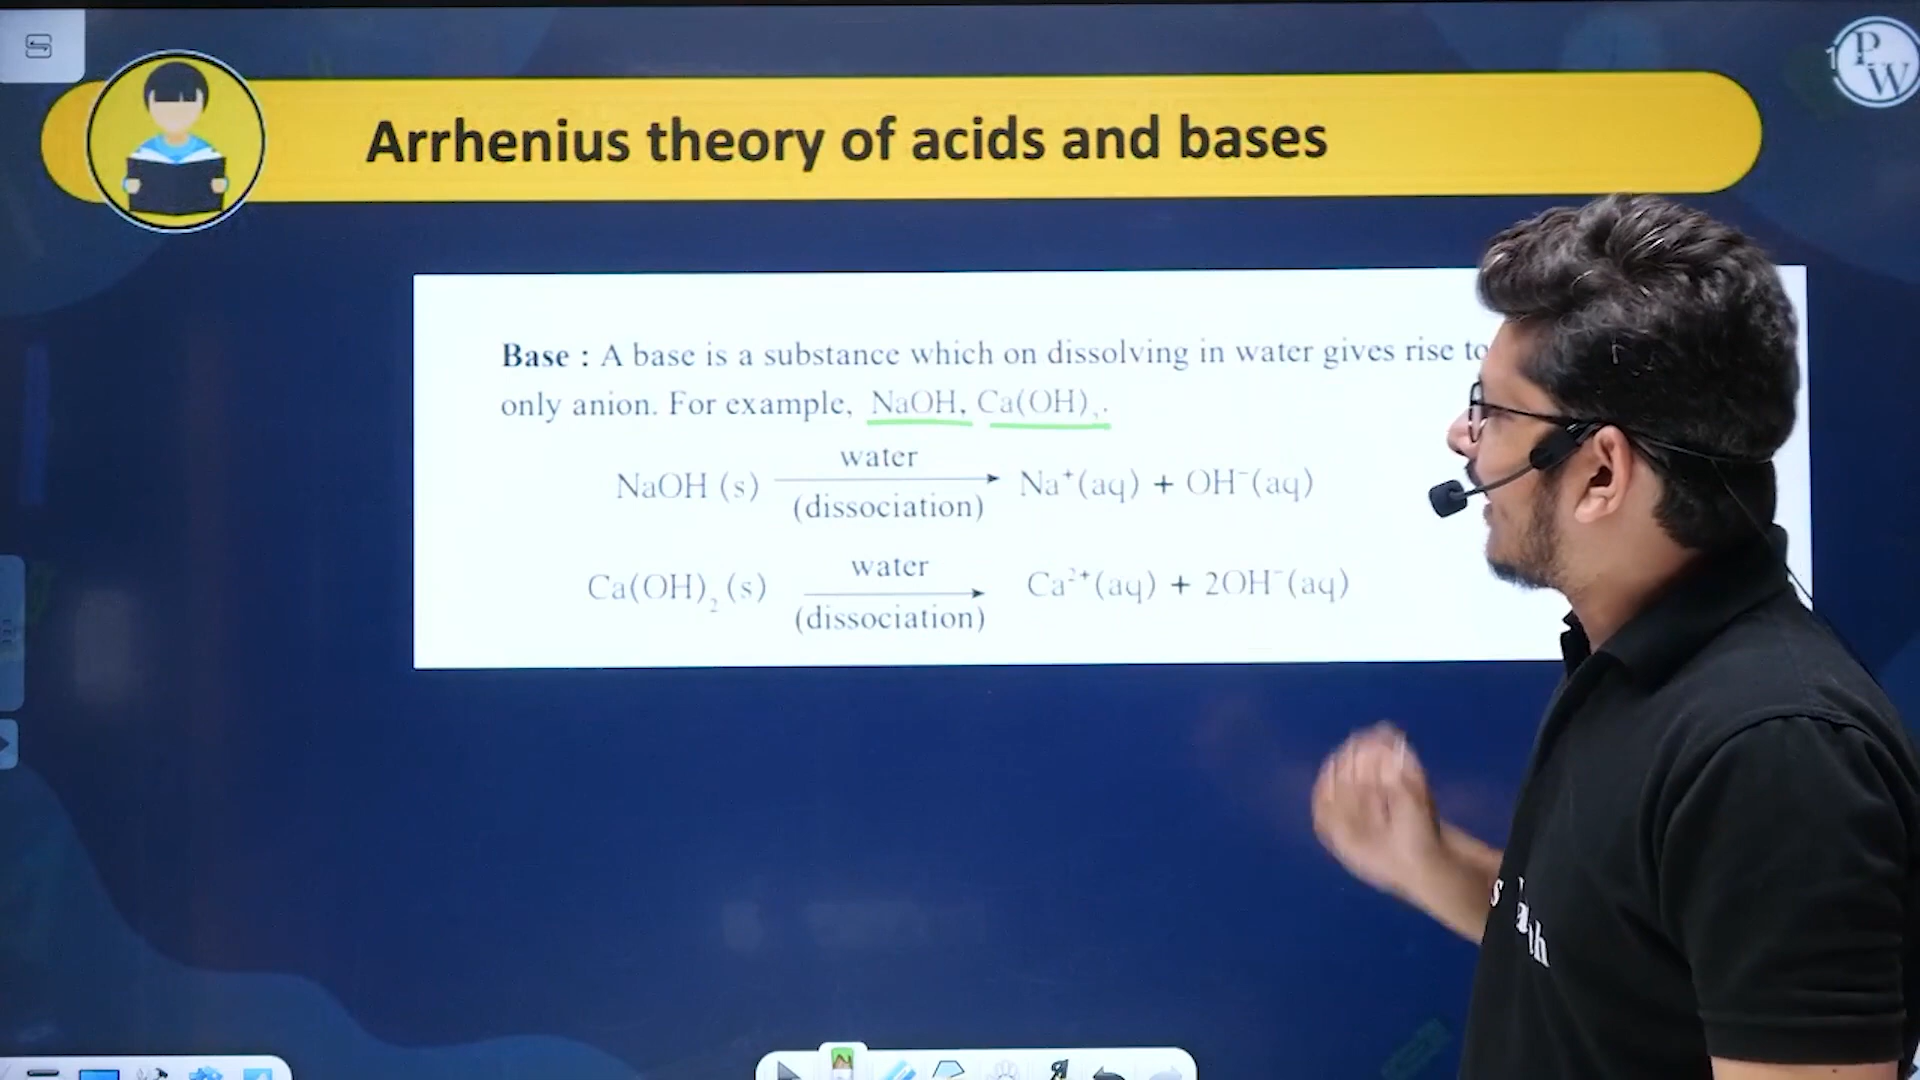 P
W
Arrhenius theory of acids and bases
Base : A base is a substance which on dissolving in water gives rise to
only anion. For example, NaOH, Ca(OH)₂.
water
NaOH (s) ⟶ Na⁺(aq) + OH⁻(aq)
(dissociation)
water
Ca(OH)₂ (s) ⟶ Ca²⁺(aq) + 2OH⁻(aq)
(dissociation)